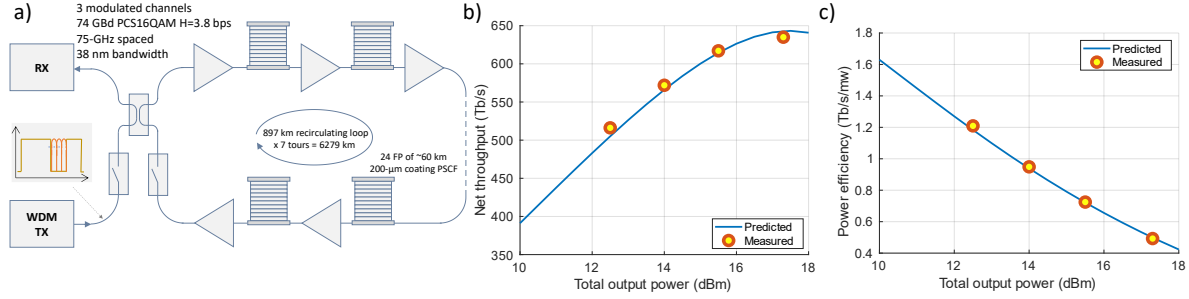 a)
3 modulated channels
74 GBd PCS16QAM H=3.8 bps
75-GHz spaced
38 nm bandwidth
RX
897 km recirculating loop
x 7 tours = 6279 km
24 FP of ~60 km
200-μm coating PSCF
WDM
TX
b)
Net throughput (Tb/s)
650
600
550
500
450
400
350
10
12
14
16
18
Total output power (dBm)
Predicted
Measured
c)
Power efficiency (Tb/s/mw)
1.8
1.6
1.4
1.2
1
0.8
0.6
0.4
10
12
14
16
18
Total output power (dBm)
Predicted
Measured